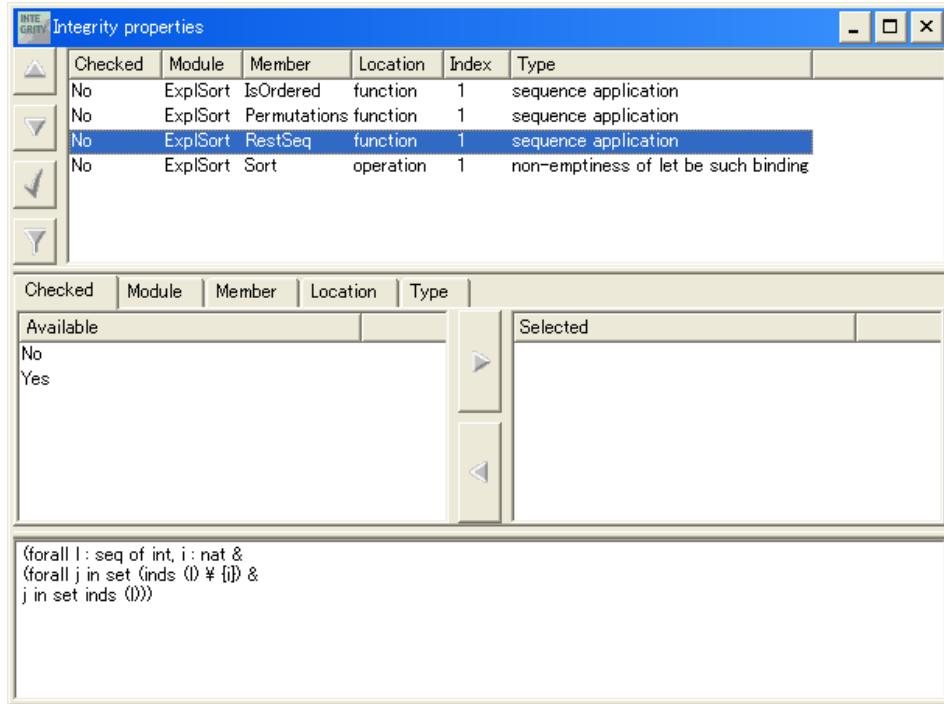 INTE
GRITY Integrity properties
Checked Module Member Location Index Type
No ExplSort IsOrdered function 1 sequence application
No ExplSort Permutations function 1 sequence application
No ExplSort RestSeq function 1 sequence application
No ExplSort Sort operation 1 non-emptiness of let be such binding
Checked Module Member Location Type
Available Selected
No
Yes
(forall l : seq of int, i : nat &
(forall j in set (inds (l) ¥ {i}) &
j in set inds (l)))